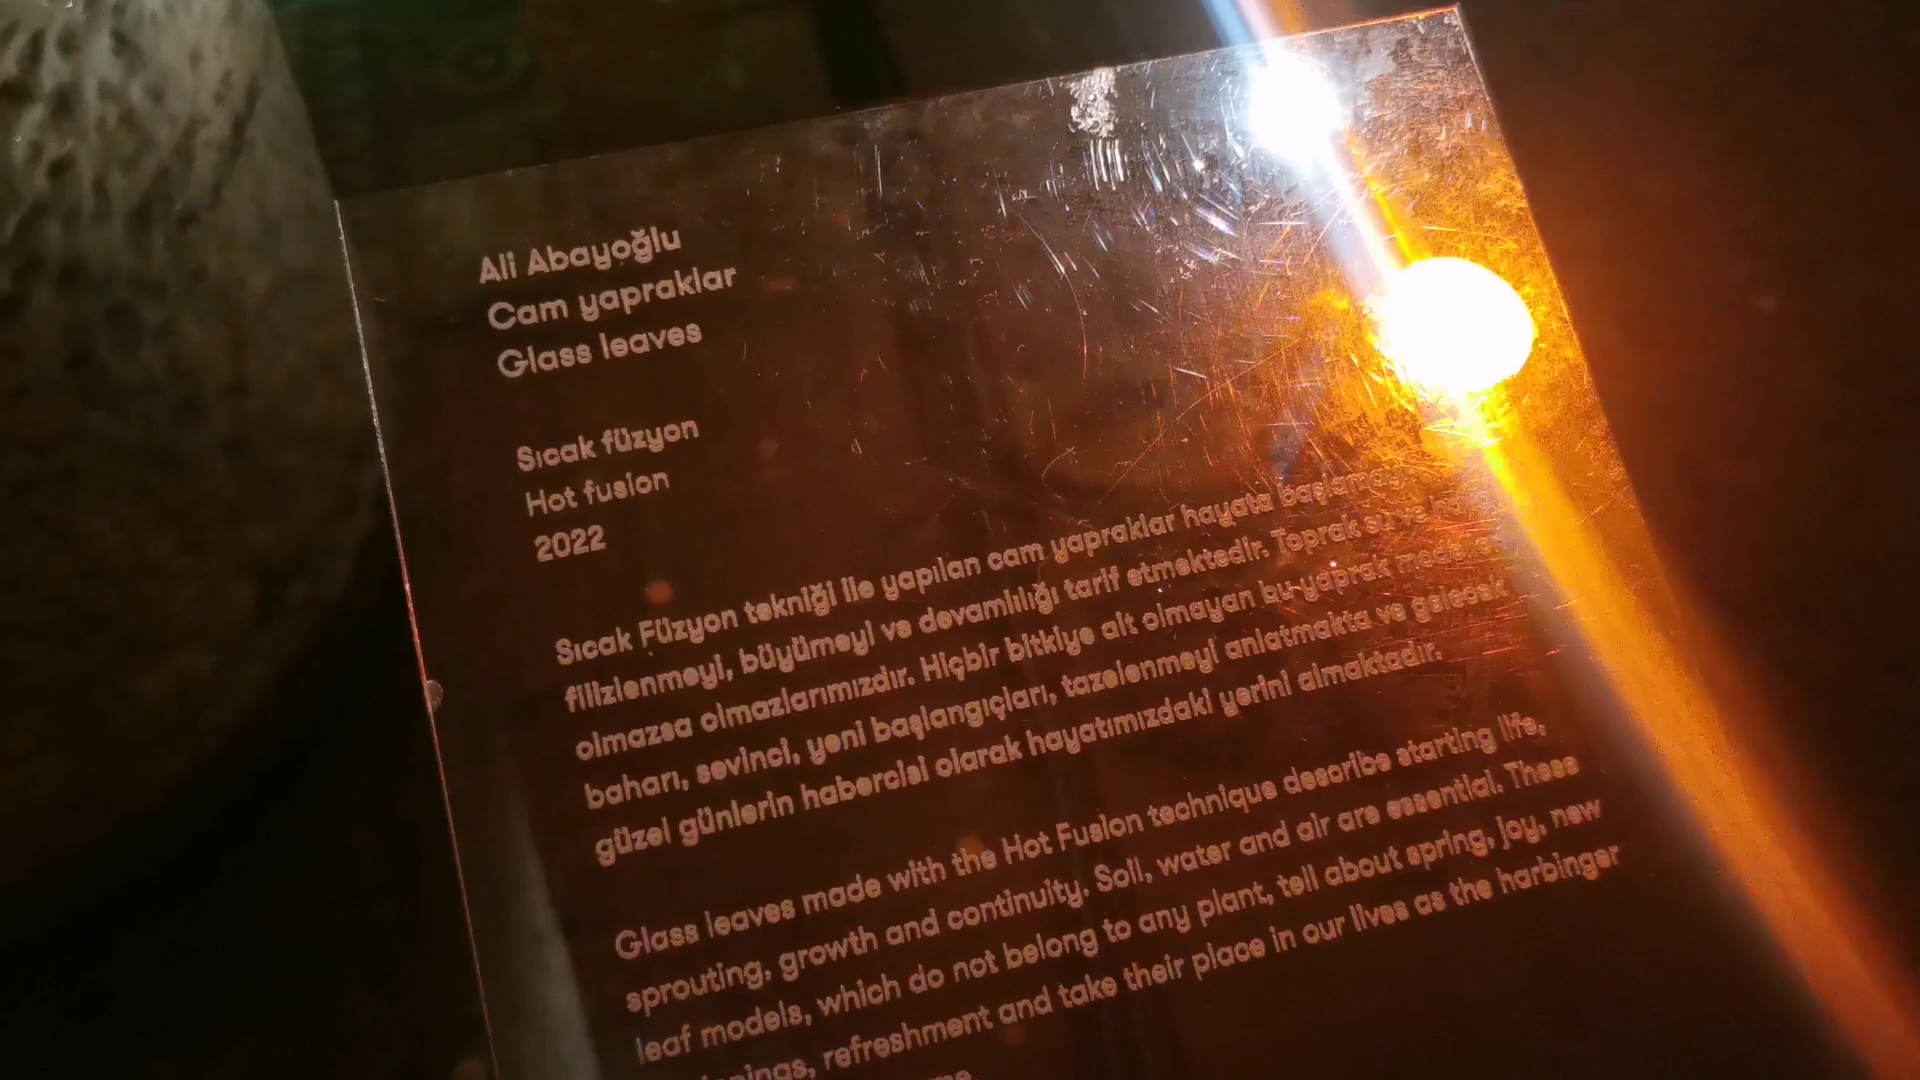 Ali Abayoğlu
Cam yapraklar
Glass leaves
Sıcak füzyon
Hot fusion
2022
Sıcak Füzyon tekniği ile yapılan cam yapraklar hayata
filizlenmeyi, büyümeyi ve devamlılığı tarif etmektedir. Toprak su ve
olmazsa olmazlarımızdır. Hiçbir bitkiye ait olmayan bu yaprak
baharı, sevinci, yeni başlangıçları, tazelenmeyi anlatmakta ve gelecek
güzel günlerin habercisi olarak hayatımızdaki yerini almaktadır.
Glass leaves made with the Hot Fusion technique describe starting life,
sprouting, growth and continuity. Soil, water and air are essential. These
leaf models, which do not belong to any plant, tell about spring, joy, new
refreshment and take their place in our lives as the harbinger